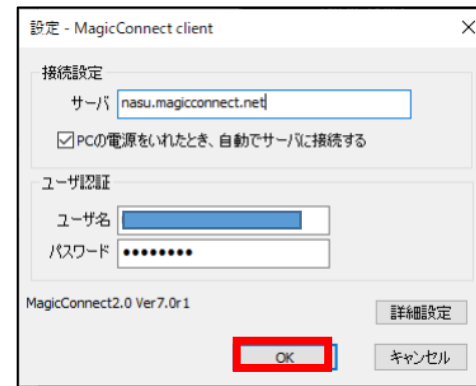 設定 - MagicConnect client
接続設定
サーバ nasu.magicconnect.net
PCの電源をいれたとき、自動でサーバに接続する
ユーザ認証
ユーザ名
パスワード ••••••••
MagicConnect2.0 Ver7.0r1
詳細設定
OK キャンセル